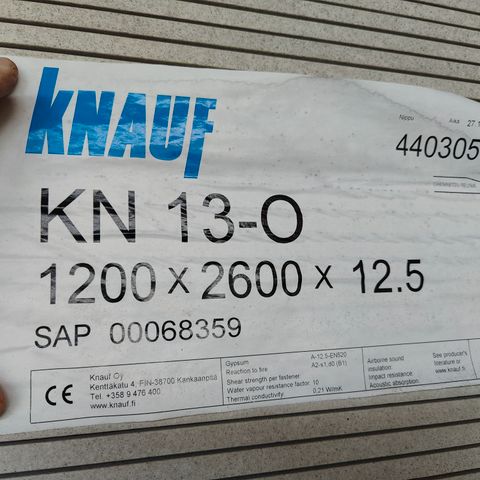 KNAUF
Nippu Aika 27.1
440305
KN 13-O
1200 x 2600 x 12.5
SAP 00068359
CE
Knauf Oy
Kenttäkatu 4, FIN-38700 Kankaanpää
Tel. +358 9 476 400
www.knauf.fi
Gypsum A-12,5-EN520
Reaction to fire A2-s1,d0 (B1)
Shear strength per fastener:
Water vapour resistance factor: 10
Thermal conductivity: 0,21 W/mK
Airborne sound
insulation:
Impact resistance:
Acoustic absorption:
See producer's
literature or
www.knauf.fi